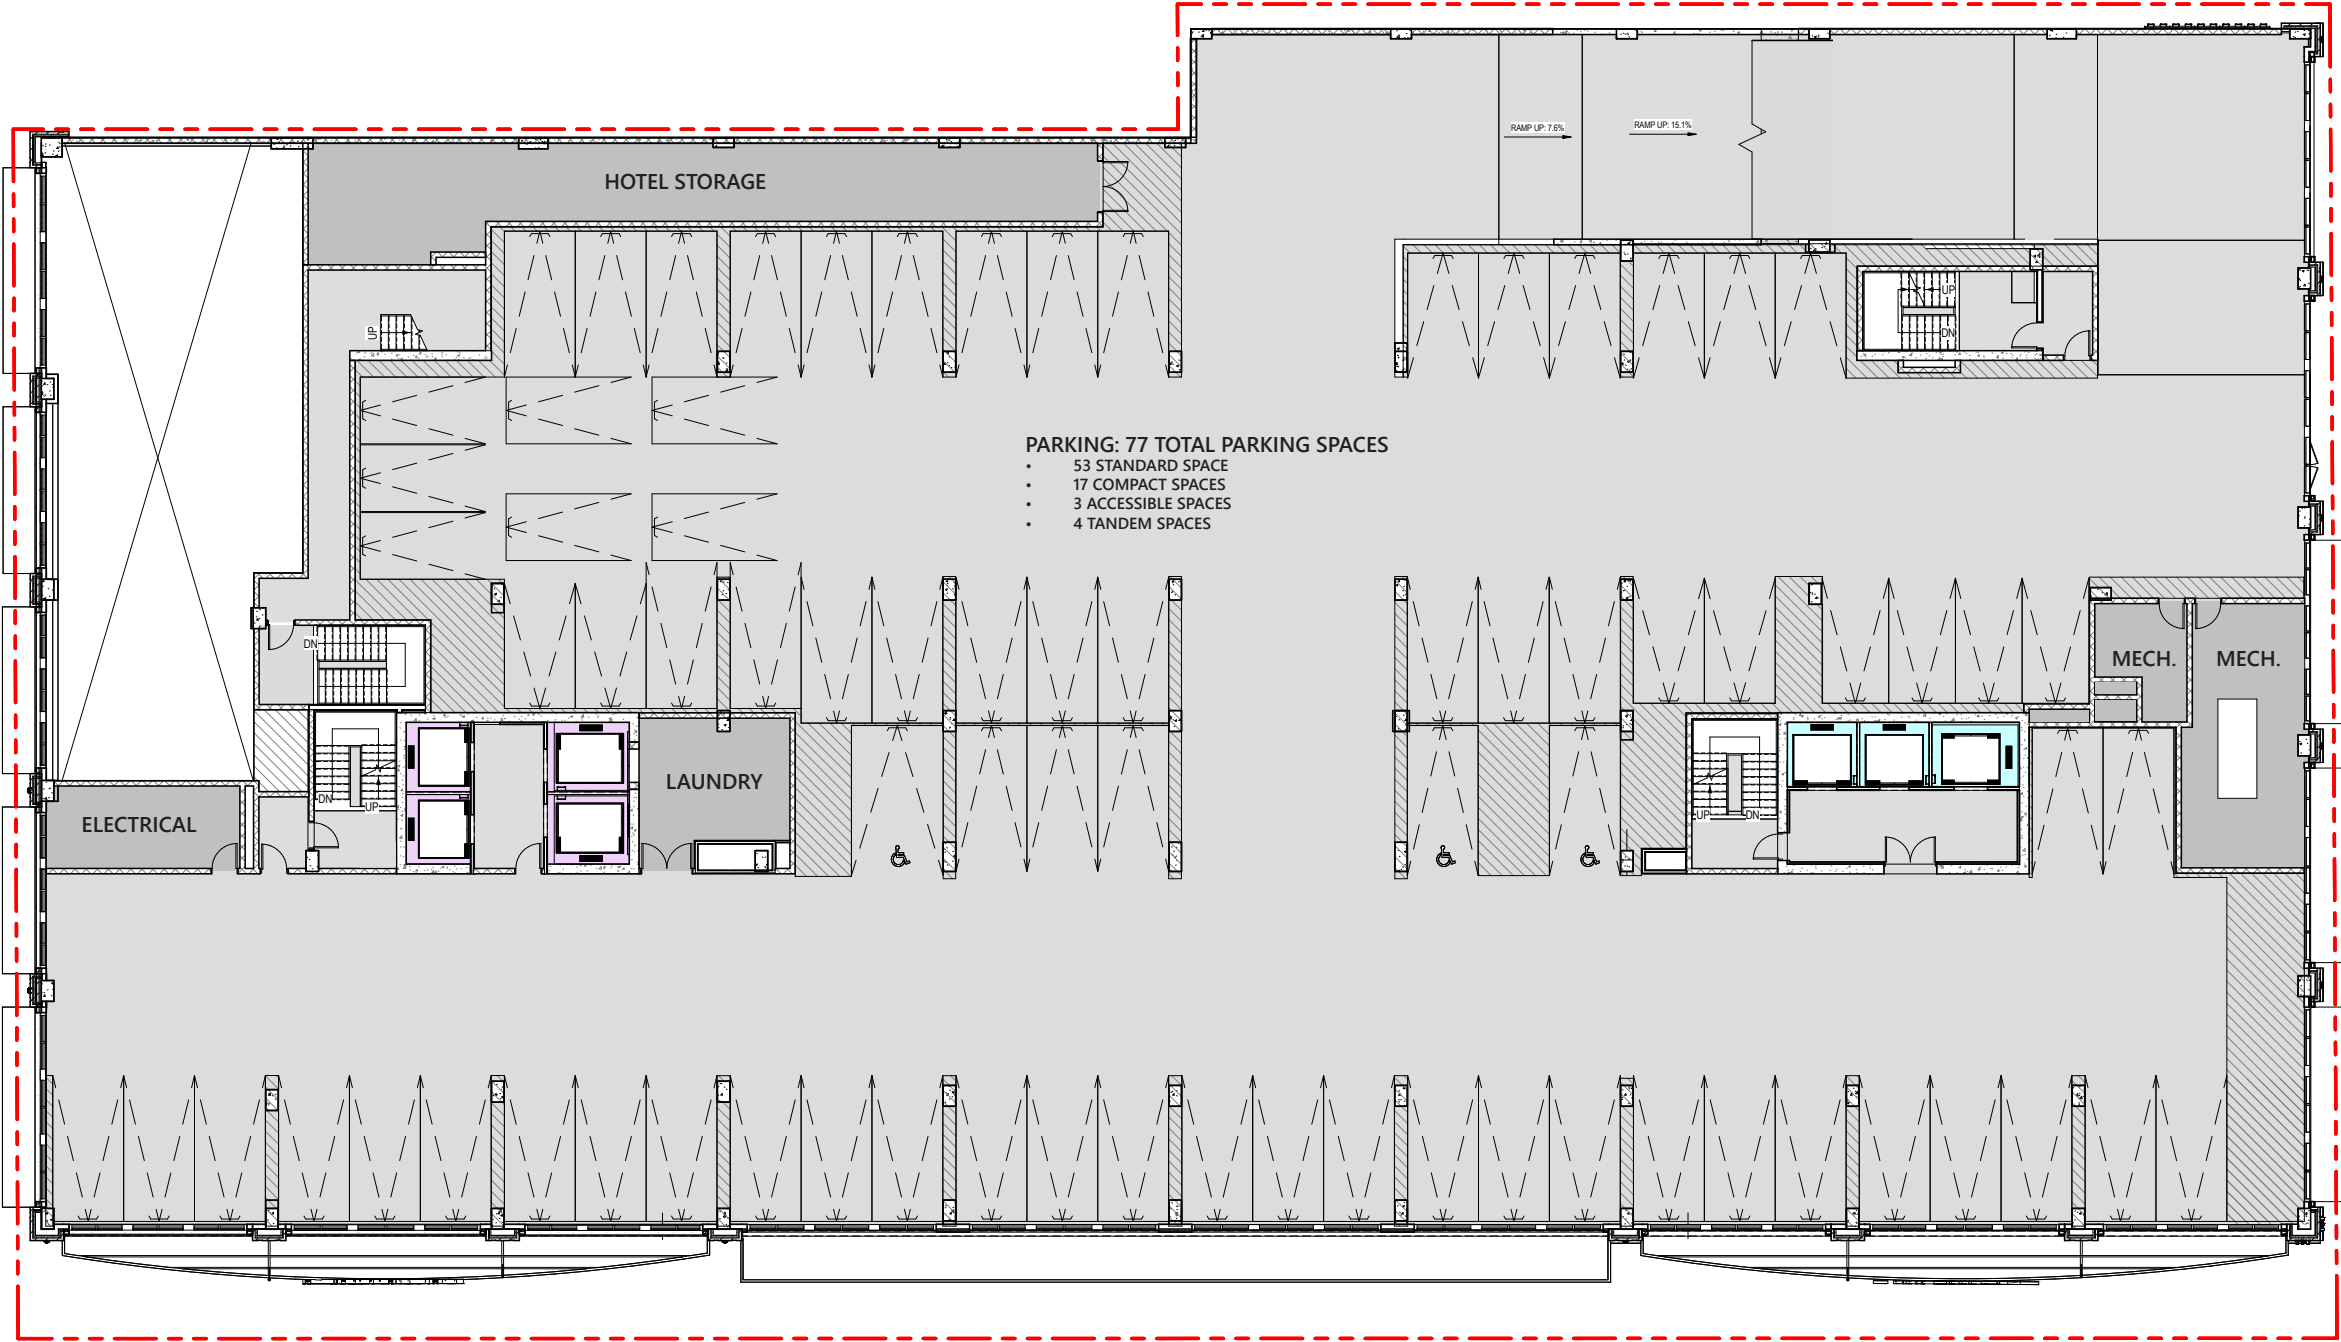 RAMP UP: 7.6%
RAMP UP: 15.1%
HOTEL STORAGE
UP
UP
DN
PARKING: 77 TOTAL PARKING SPACES
• 53 STANDARD SPACE
• 17 COMPACT SPACES
• 3 ACCESSIBLE SPACES
• 4 TANDEM SPACES
DN
MECH.
MECH.
LAUNDRY
ELECTRICAL
DN
UP
UP
DN